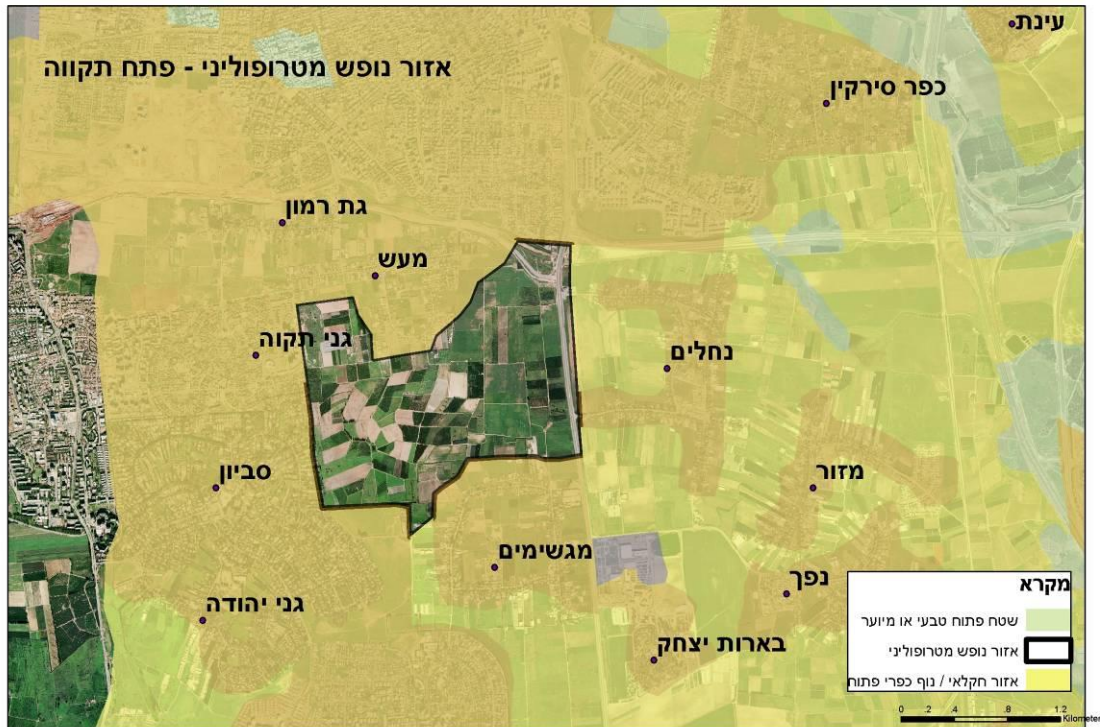 אזור נופש מטרופוליני - פתח תקווה
עינת
כפר סירקין
גת רמון
מעש
גני תקוה
נחלים
סביון
מזור
מגשימים
נפך
גני יהודה
בארות יצחק
מקרא
שטח פתוח טבעי או מיוער
אזור נופש מטרופוליני
אזור חקלאי / נוף כפרי פתוח
0 .2 .4 .8 1.2
Kilometer